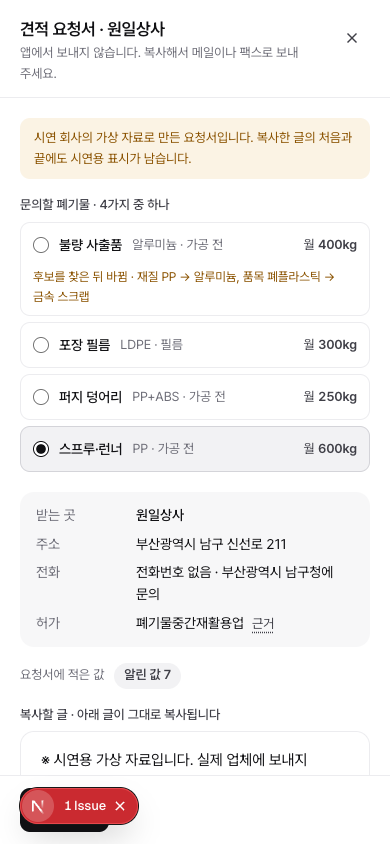 견적 요청서 · 원일상사
앱에서 보내지 않습니다. 복사해서 메일이나 팩스로 보내
주세요.
시연 회사의 가상 자료로 만든 요청서입니다. 복사한 글의 처음과
끝에도 시연용 표시가 남습니다.
문의할 폐기물 · 4가지 중 하나
불량 사출품 알루미늄 · 가공 전 월 400kg
후보를 찾은 뒤 바뀜 · 재질 PP → 알루미늄, 품목 폐플라스틱 →
금속 스크랩
포장 필름 LDPE · 필름 월 300kg
퍼지 덩어리 PP+ABS · 가공 전 월 250kg
스프루·런너 PP · 가공 전 월 600kg
받는 곳 원일상사
주소 부산광역시 남구 신선로 211
전화 전화번호 없음 · 부산광역시 남구청에
문의
허가 폐기물중간재활용업 근거
요청서에 적은 값 알린 값 7
복사할 글 · 아래 글이 그대로 복사됩니다
※ 시연용 가상 자료입니다. 실제 업체에 보내지
N 1 Issue